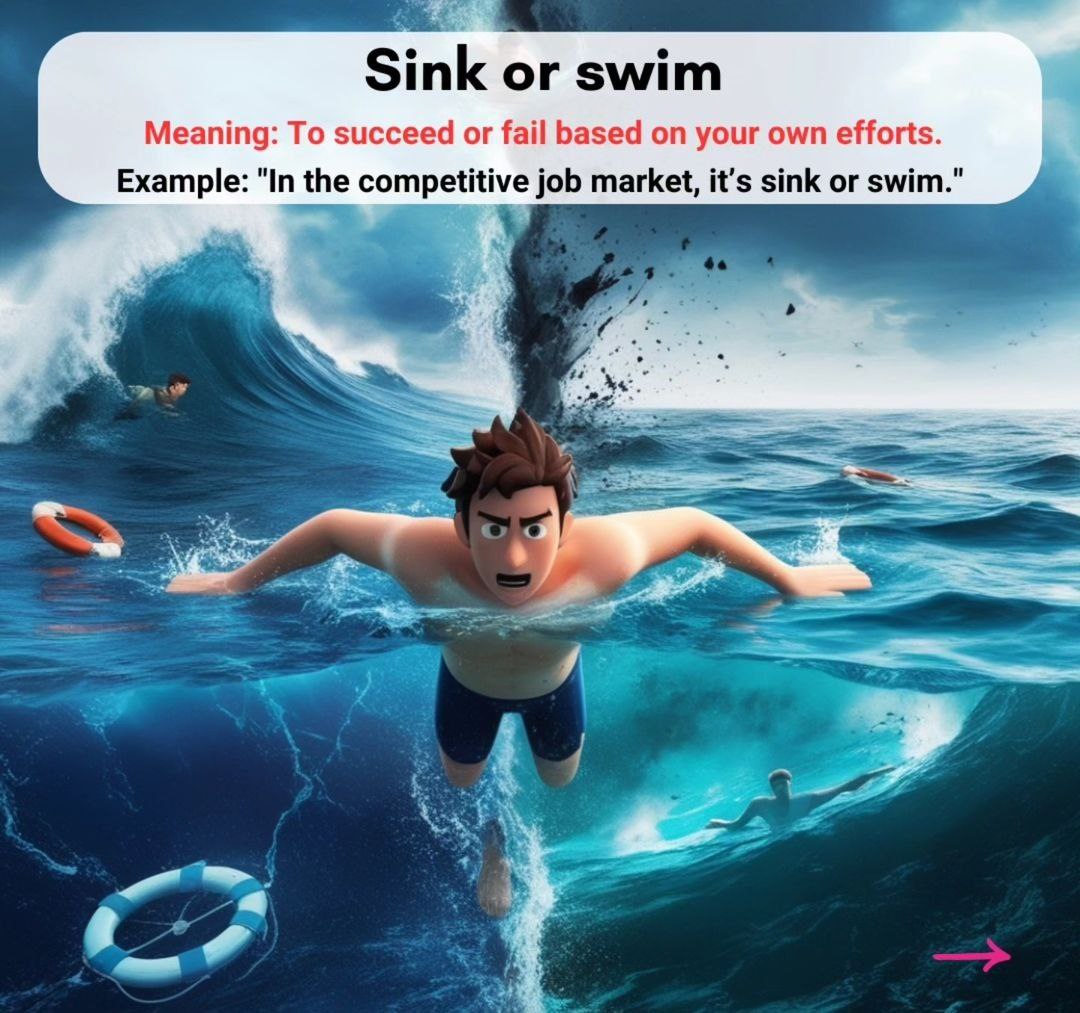 Sink or swim
Meaning: To succeed or fail based on your own efforts.
Example: "In the competitive job market, it’s sink or swim."